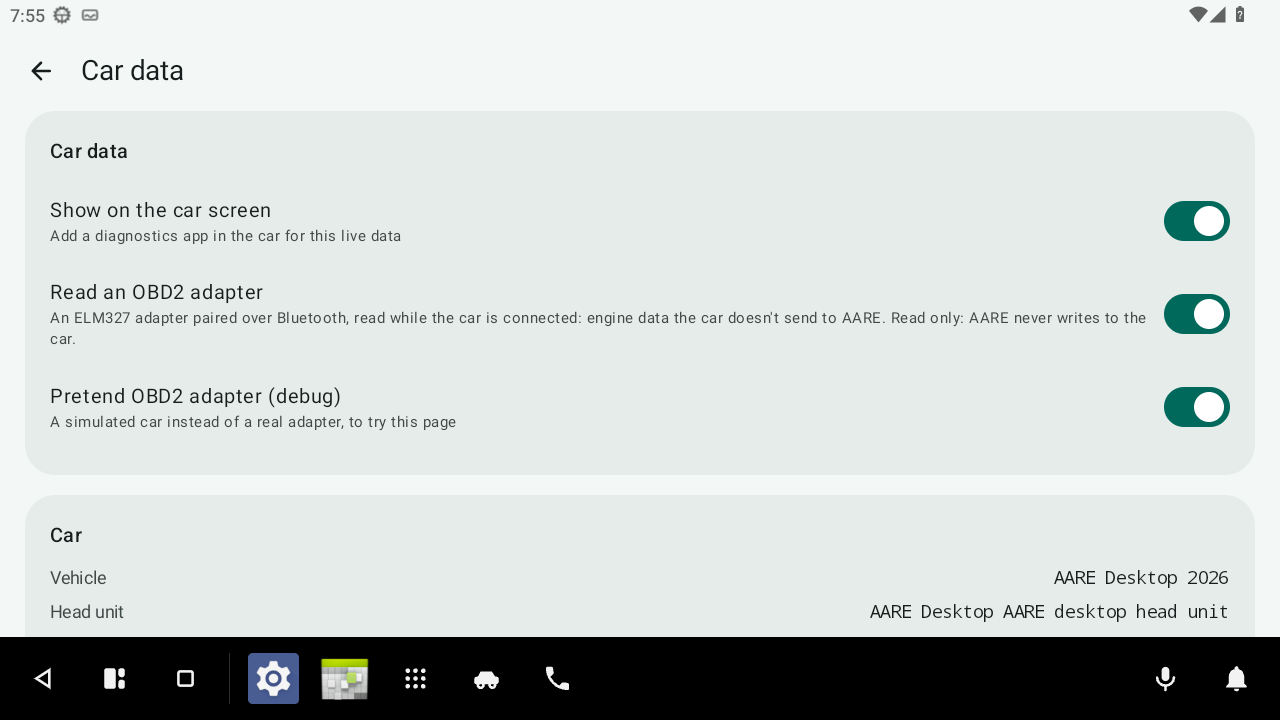 7:55
Car data
Car data
Show on the car screen
Add a diagnostics app in the car for this live data
Read an OBD2 adapter
An ELM327 adapter paired over Bluetooth, read while the car is connected: engine data the car doesn't send to AARE. Read only: AARE never writes to the
car.
Pretend OBD2 adapter (debug)
A simulated car instead of a real adapter, to try this page
Car
Vehicle AARE Desktop 2026
Head unit AARE Desktop AARE desktop head unit